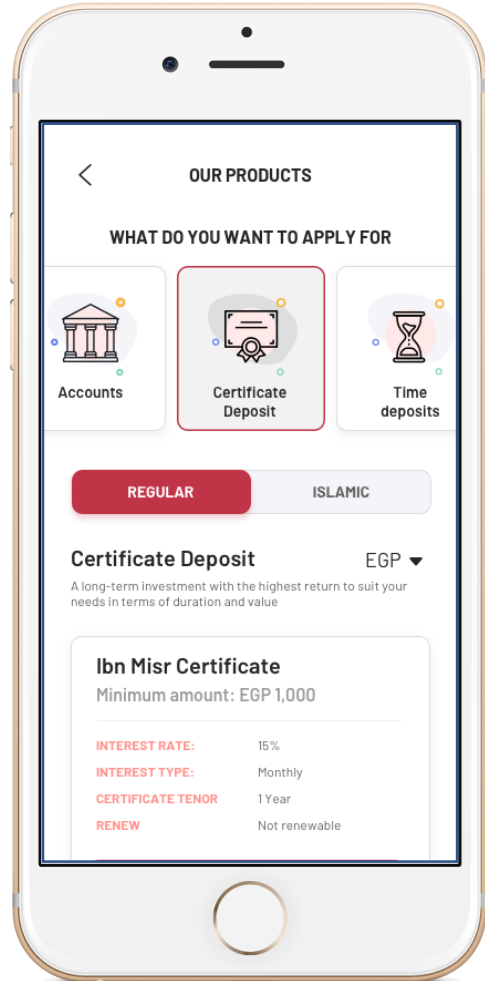 OUR PRODUCTS
WHAT DO YOU WANT TO APPLY FOR
Accounts
Certificate
Deposit
Time
deposits
REGULAR
ISLAMIC
Certificate Deposit
EGP
A long-term investment with the highest return to suit your
needs in terms of duration and value
Ibn Misr Certificate
Minimum amount: EGP 1,000
INTEREST RATE: 15%
INTEREST TYPE: Monthly
CERTIFICATE TENOR 1 Year
RENEW Not renewable